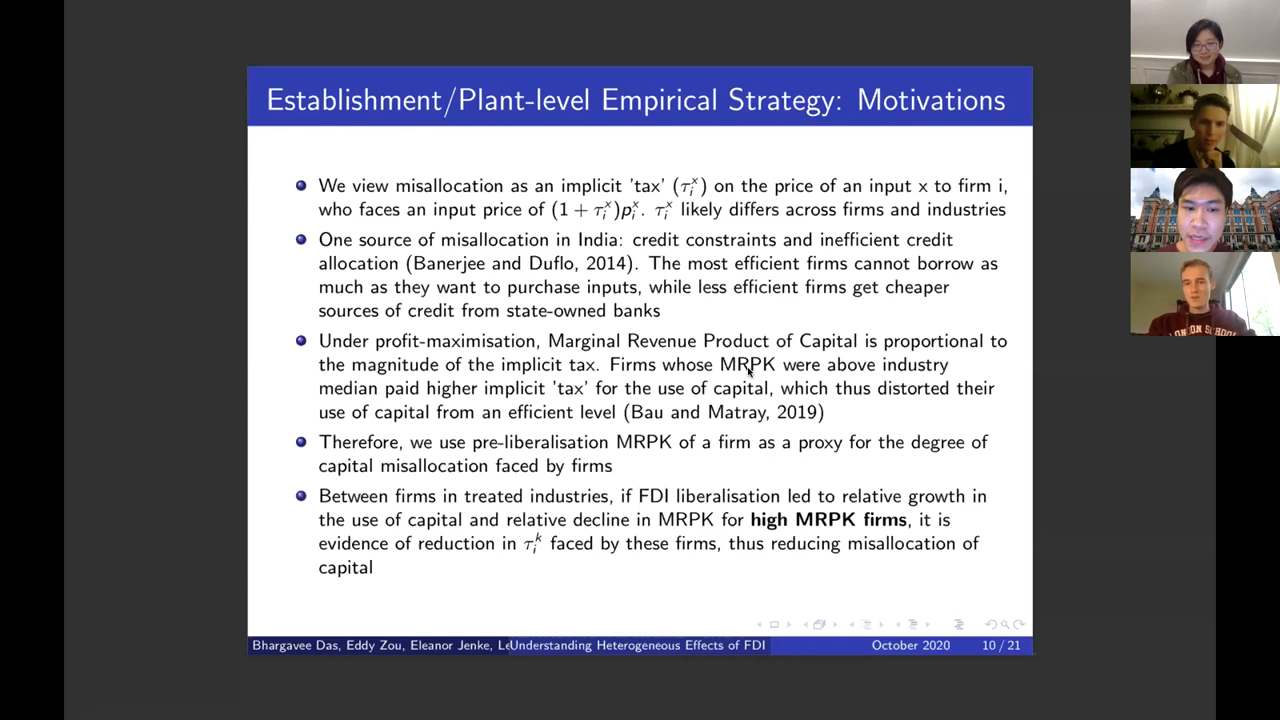 Establishment/Plant-level Empirical Strategy: Motivations
We view misallocation as an implicit 'tax' (τᵢˣ) on the price of an input x to firm i,
who faces an input price of (1 + τᵢˣ)pᵢˣ. τᵢˣ likely differs across firms and industries
One source of misallocation in India: credit constraints and inefficient credit
allocation (Banerjee and Duflo, 2014). The most efficient firms cannot borrow as
much as they want to purchase inputs, while less efficient firms get cheaper
sources of credit from state-owned banks
Under profit-maximisation, Marginal Revenue Product of Capital is proportional to
the magnitude of the implicit tax. Firms whose MRPK were above industry
median paid higher implicit 'tax' for the use of capital, which thus distorted their
use of capital from an efficient level (Bau and Matray, 2019)
Therefore, we use pre-liberalisation MRPK of a firm as a proxy for the degree of
capital misallocation faced by firms
Between firms in treated industries, if FDI liberalisation led to relative growth in
the use of capital and relative decline in MRPK for high MRPK firms, it is
evidence of reduction in τᵢᵏ faced by these firms, thus reducing misallocation of
capital
Bhargavee Das, Eddy Zou, Eleanor Jenke, Understanding Heterogeneous Effects of FDI October 2020 10 / 21